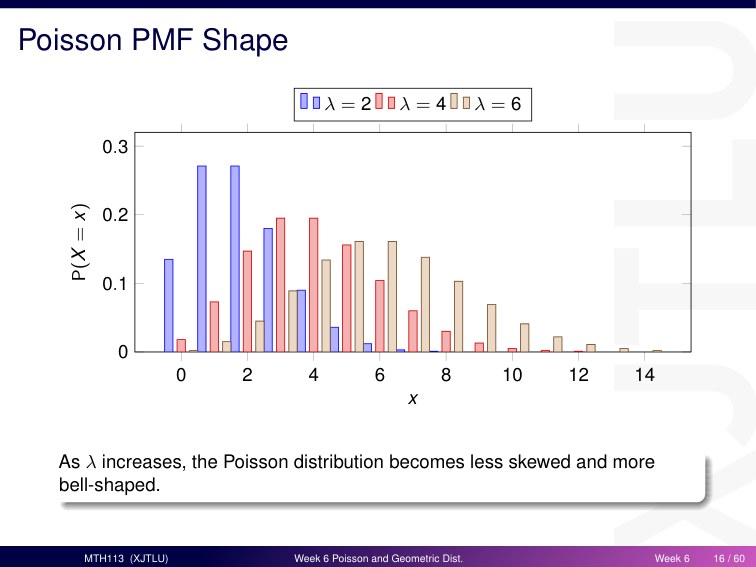 Poisson PMF Shape
λ = 2 λ = 4 λ = 6
0.3
0.2
0.1
0
P(X = x)
0 2 4 6 8 10 12 14
x
As λ increases, the Poisson distribution becomes less skewed and more
bell-shaped.
MTH113 (XJTLU) Week 6 Poisson and Geometric Dist. Week 6 16 / 60
XJTLU